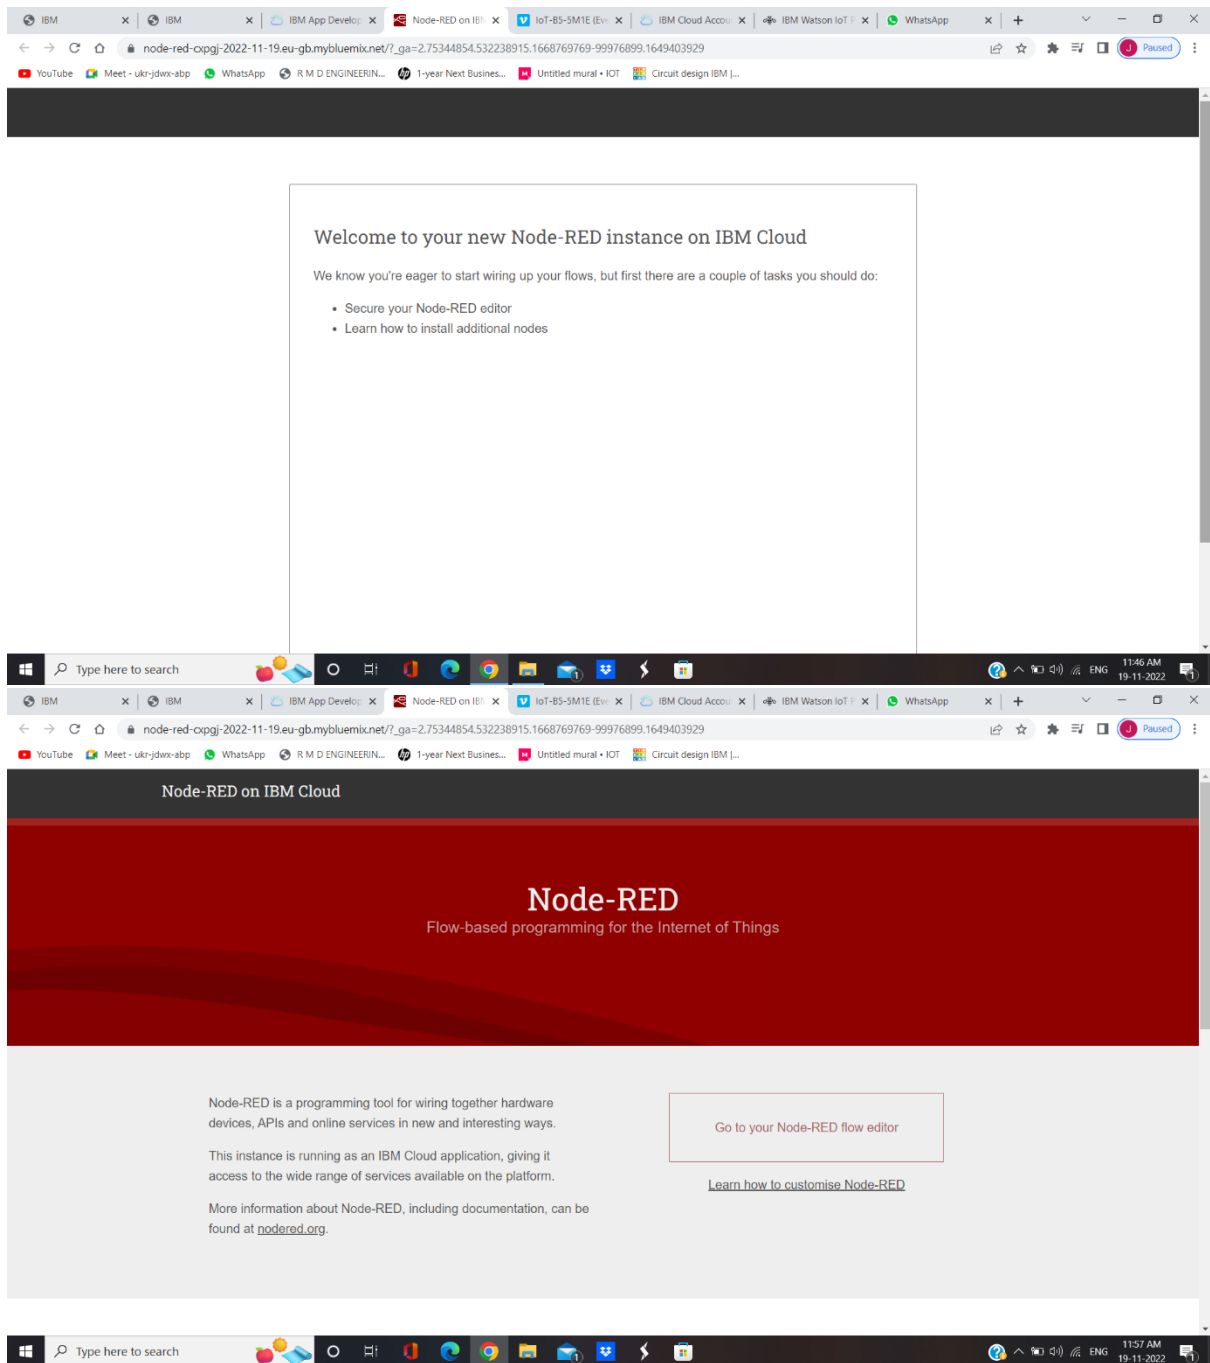 IBM
IBM
IBM App Develop
Node-RED on IB
IoT-B5-5M1E (Eve
IBM Cloud Accou
IBM Watson IoT P
WhatsApp
node-red-cxpgj-2022-11-19.eu-gb.mybluemix.net/?_ga=2.75344854.532238915.1668769769-99976899.1649403929
J Paused
YouTube
Meet - ukr-jdwx-abp
WhatsApp
R M D ENGINEERIN...
1-year Next Busines...
Untitled mural • IOT
Circuit design IBM |...
Welcome to your new Node-RED instance on IBM Cloud
We know you're eager to start wiring up your flows, but first there are a couple of tasks you should do:
• Secure your Node-RED editor
• Learn how to install additional nodes
Type here to search
ENG
11:46 AM
19-11-2022
IBM
IBM
IBM App Develop
Node-RED on IB
IoT-B5-5M1E (Eve
IBM Cloud Accou
IBM Watson IoT P
WhatsApp
node-red-cxpgj-2022-11-19.eu-gb.mybluemix.net/?_ga=2.75344854.532238915.1668769769-99976899.1649403929
J Paused
YouTube
Meet - ukr-jdwx-abp
WhatsApp
R M D ENGINEERIN...
1-year Next Busines...
Untitled mural • IOT
Circuit design IBM |...
Node-RED on IBM Cloud
Node-RED
Flow-based programming for the Internet of Things
Node-RED is a programming tool for wiring together hardware
devices, APIs and online services in new and interesting ways.
This instance is running as an IBM Cloud application, giving it
access to the wide range of services available on the platform.
More information about Node-RED, including documentation, can be
found at nodered.org.
Go to your Node-RED flow editor
Learn how to customise Node-RED
Type here to search
ENG
11:57 AM
19-11-2022